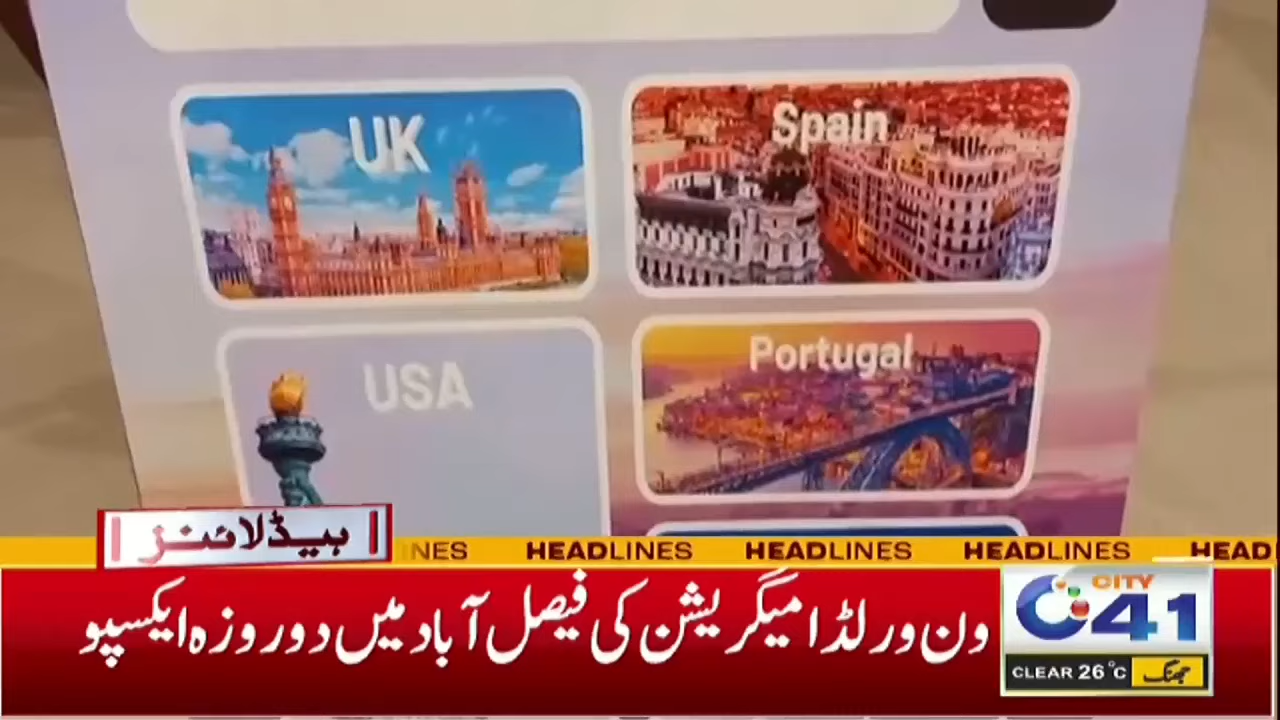 UK
Spain
USA
Portugal
ہیڈلائنز
NES HEADLINES HEADLINES HEADLINES HEAD
ون ورلڈ امیگریشن کی فیصل آباد میں دو روزہ ایکسپو
CITY
41
CLEAR 26°C جھنگ